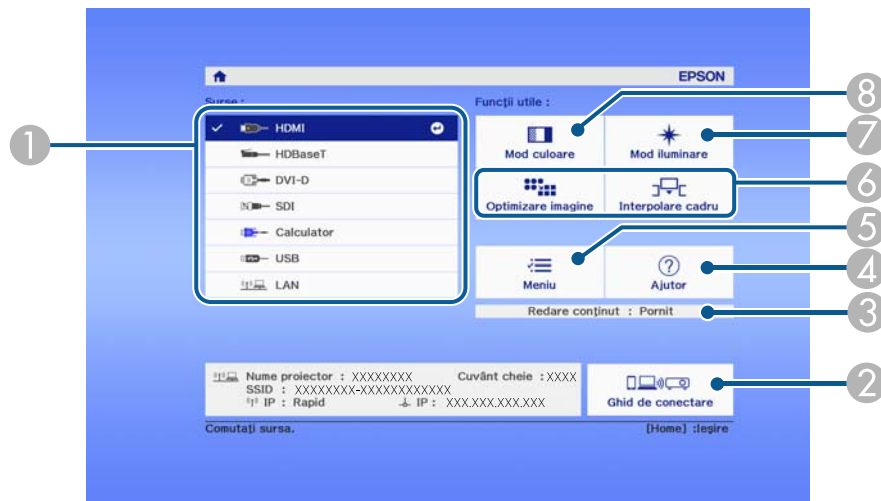 EPSON
Surse :
Funcții utile :
HDMI
HDBaseT
DVI-D
SDI
Calculator
USB
LAN
Mod culoare
Mod iluminare
Optimizare imagine
Interpolare cadru
Meniu
Ajutor
Redare conținut : Pornit
Nume proiector : XXXXXXXX Cuvânt cheie : XXXX
SSID : XXXXXXXX-XXXXXXXXXXXX
IP : Rapid IP : XXX.XXX.XXX.XXX
Ghid de conectare
Comutați sursa.
[Home] :Ieșire
1
8
7
6
5
4
3
2